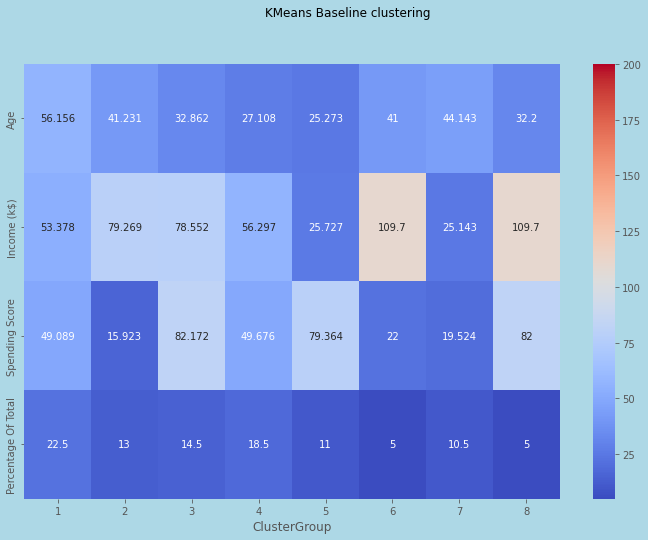 KMeans Baseline clustering
Age
56.156 41.231 32.862 27.108 25.273 41 44.143 32.2
Income (k$)
53.378 79.269 78.552 56.297 25.727 109.7 25.143 109.7
Spending Score
49.089 15.923 82.172 49.676 79.364 22 19.524 82
Percentage Of Total
22.5 13 14.5 18.5 11 5 10.5 5
1 2 3 4 5 6 7 8
ClusterGroup
200
175
150
125
100
75
50
25